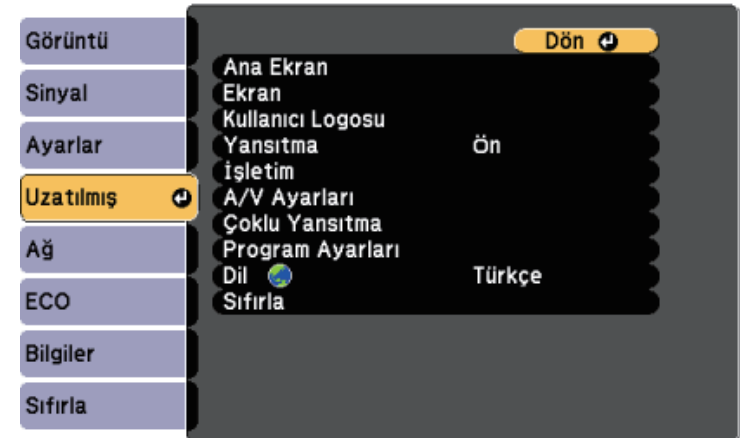 Görüntü
Sinyal
Ayarlar
Uzatılmış
Ağ
ECO
Bilgiler
Sıfırla
Dön
Ana Ekran
Ekran
Kullanıcı Logosu
Yansıtma Ön
İşletim
A/V Ayarları
Çoklu Yansıtma
Program Ayarları
Dil Türkçe
Sıfırla